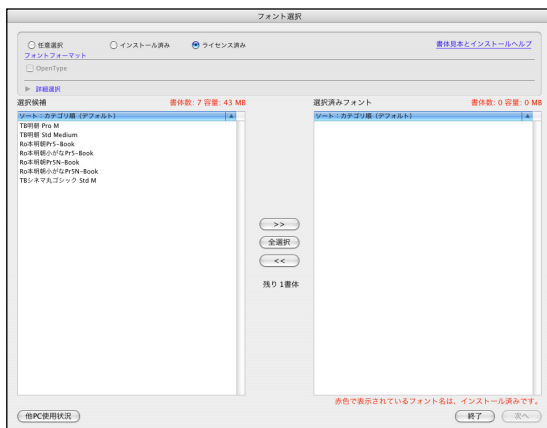 フォント選択
任意選択 インストール済み ライセンス済み 書体見本とインストールヘルプ
フォントフォーマット
OpenType
詳細選択
選択候補 書体数: 7 容量: 43 MB
ソート：カテゴリ順 (デフォルト)
TB明朝 Pro M
TB明朝 Std Medium
Ro本明朝Pr5-Book
Ro本明朝小がなPr5-Book
Ro本明朝Pr5N-Book
Ro本明朝小がなPr5N-Book
TBシネマ丸ゴシック Std M
>>
全選択
<<
残り 1書体
選択済みフォント 書体数: 0 容量: 0 MB
ソート：カテゴリ順 (デフォルト)
赤色で表示されているフォント名は、インストール済みです。
他PC使用状況 終了 次へ